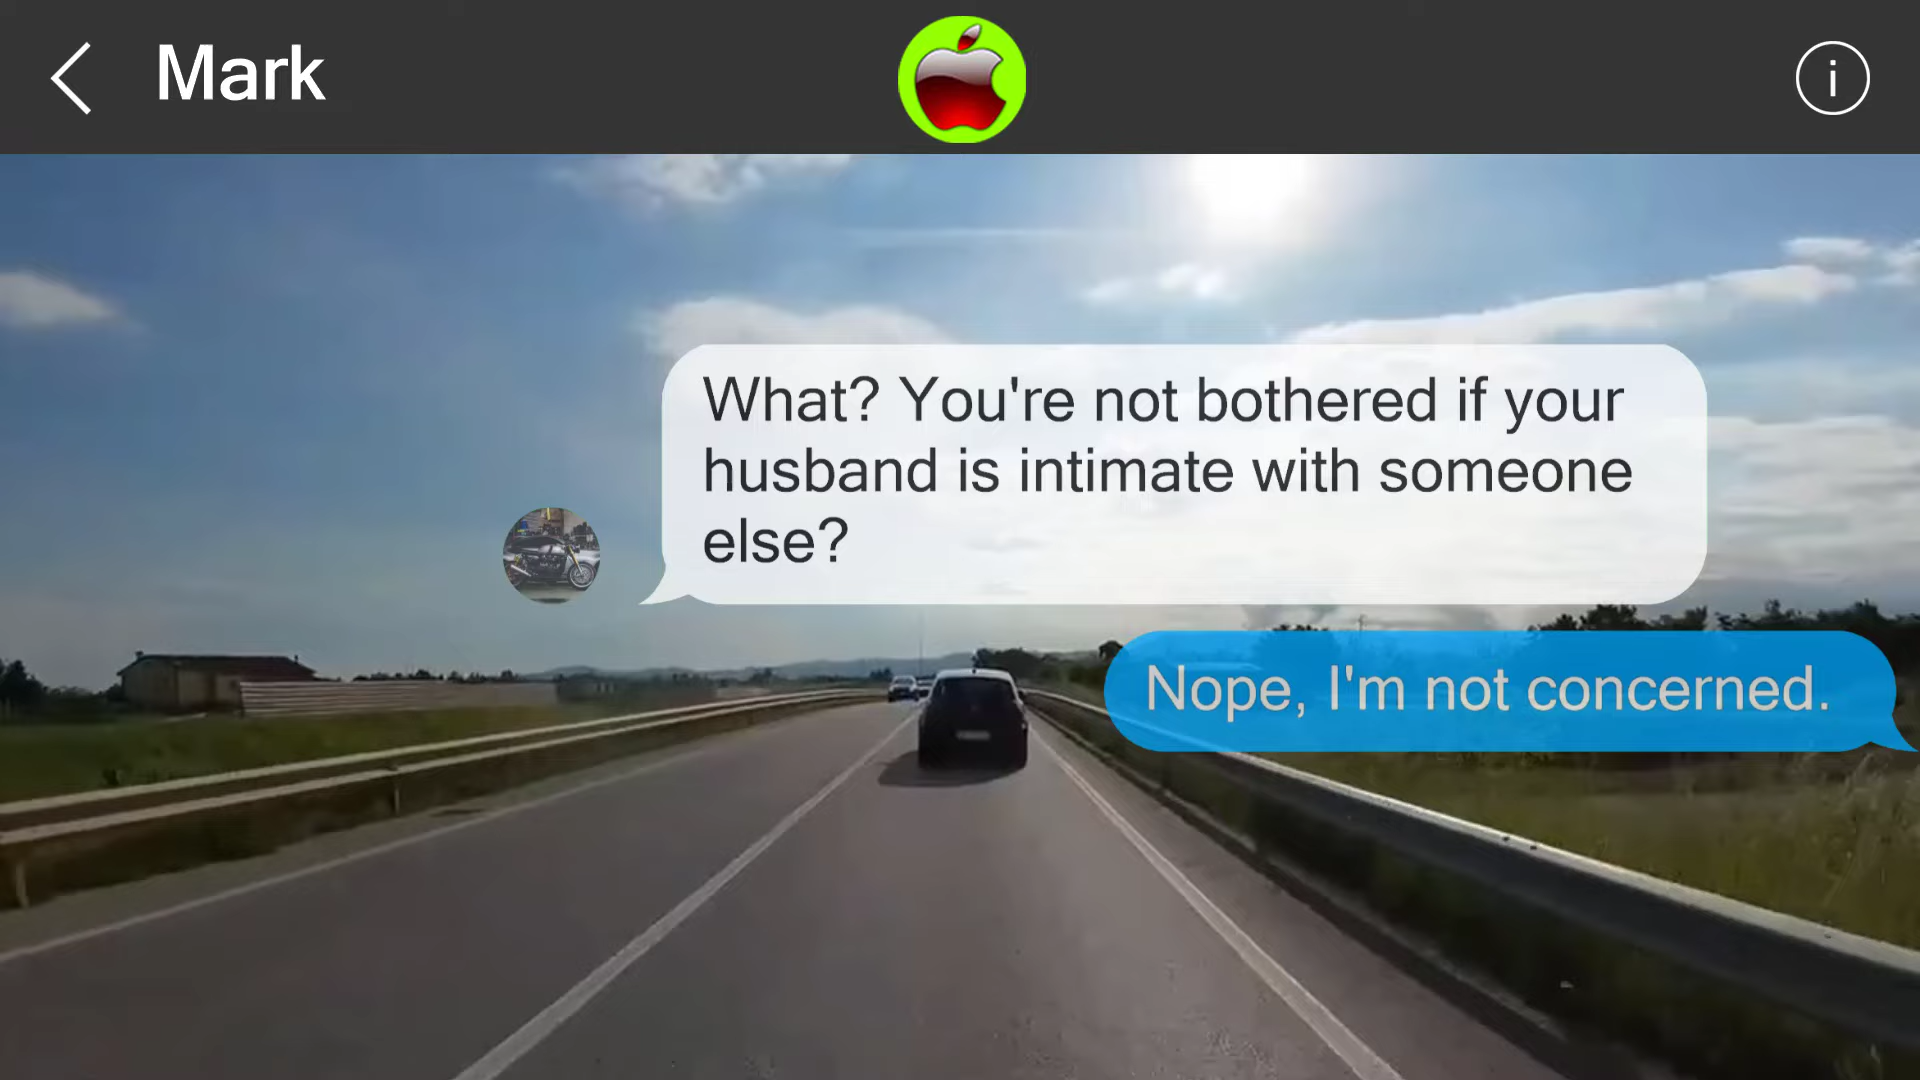 Mark
What? You're not bothered if your
husband is intimate with someone
else?
Nope, I'm not concerned.